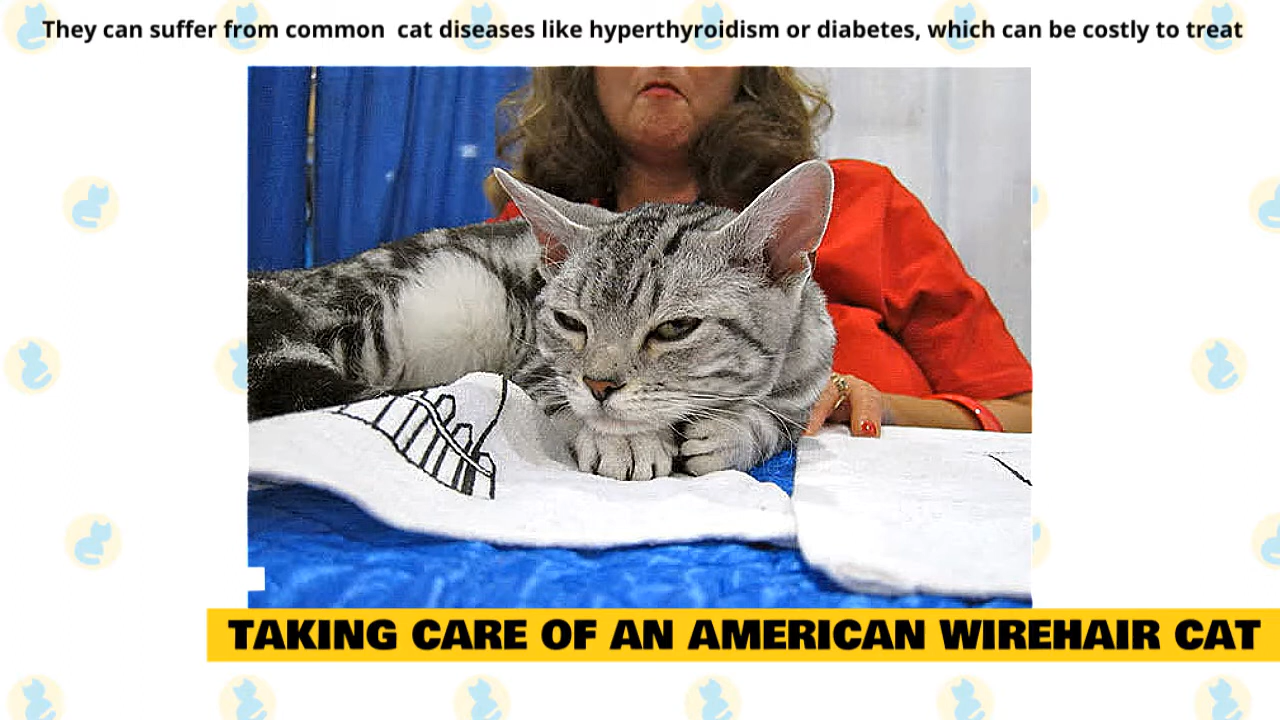 They can suffer from common  cat diseases like hyperthyroidism or diabetes, which can be costly to treat
TAKING CARE OF AN AMERICAN WIREHAIR CAT